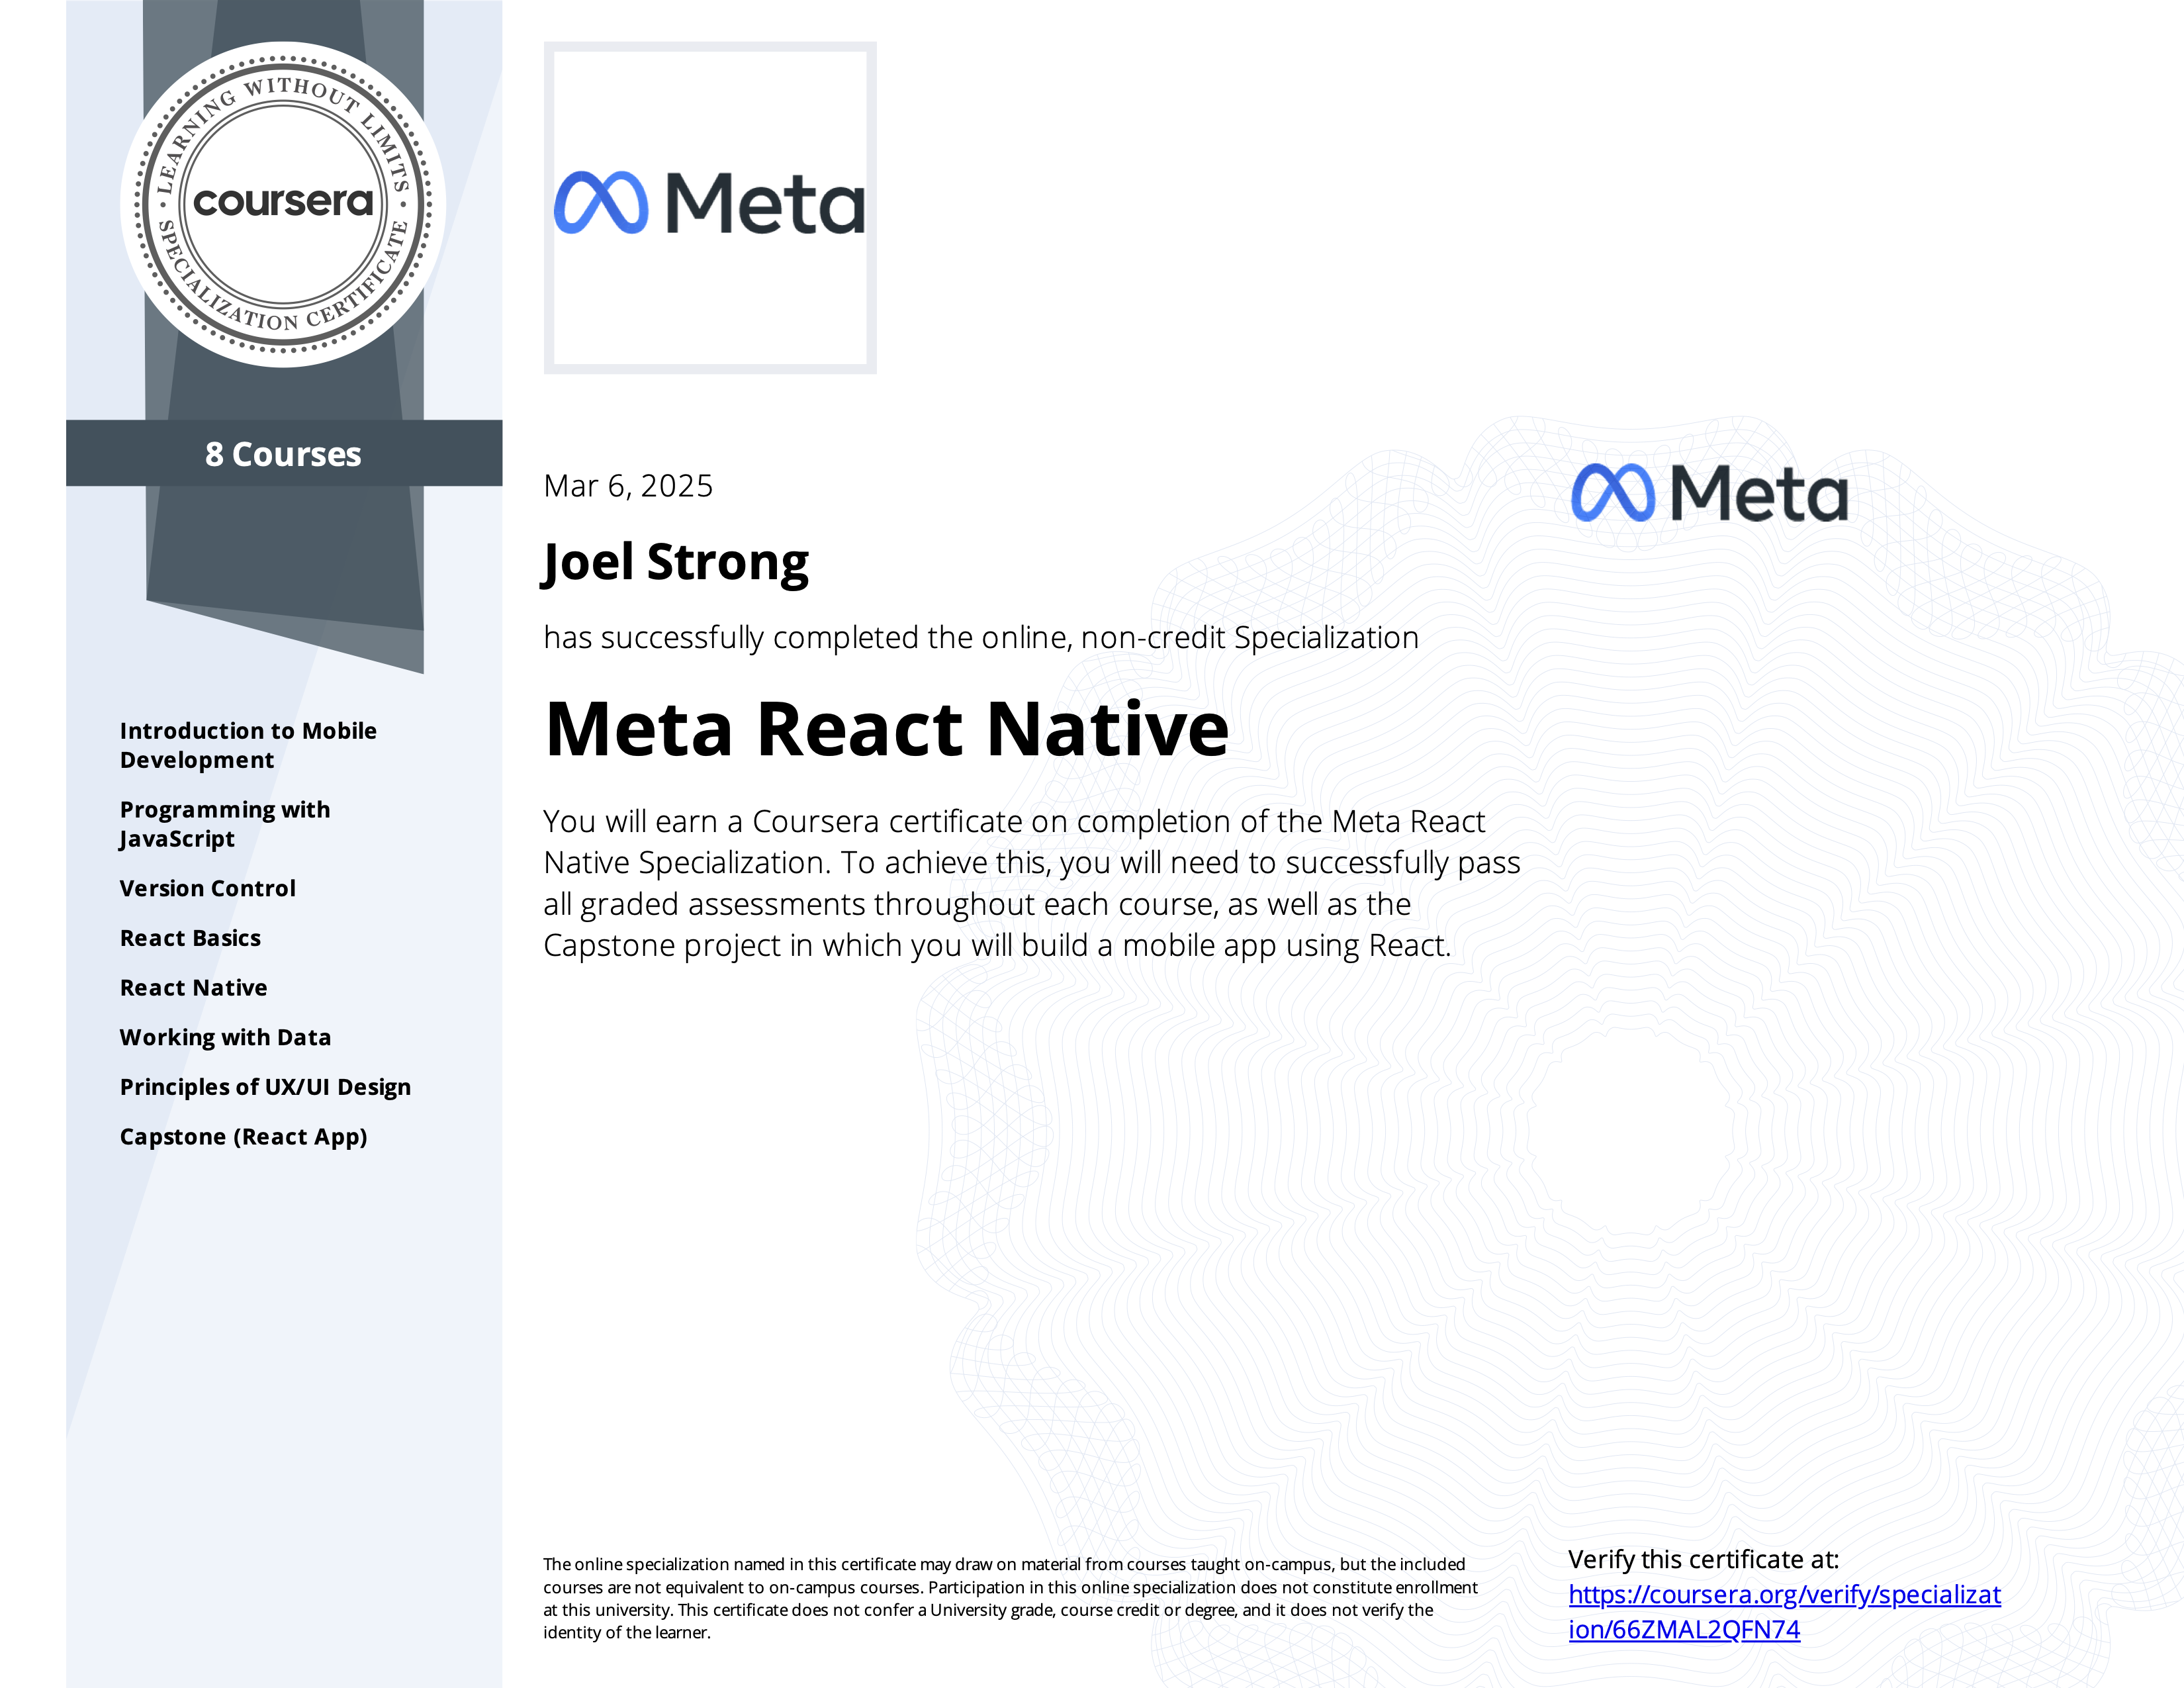 LEARNING WITHOUT LIMITS
coursera
SPECIALIZATION CERTIFICATE
8 Courses
Introduction to Mobile
Development
Programming with
JavaScript
Version Control
React Basics
React Native
Working with Data
Principles of UX/UI Design
Capstone (React App)
Meta
Mar 6, 2025
Meta
Joel Strong
has successfully completed the online, non-credit Specialization
Meta React Native
You will earn a Coursera certificate on completion of the Meta React
Native Specialization. To achieve this, you will need to successfully pass
all graded assessments throughout each course, as well as the
Capstone project in which you will build a mobile app using React.
The online specialization named in this certificate may draw on material from courses taught on-campus, but the included
courses are not equivalent to on-campus courses. Participation in this online specialization does not constitute enrollment
at this university. This certificate does not confer a University grade, course credit or degree, and it does not verify the
identity of the learner.
Verify this certificate at:
https://coursera.org/verify/specializat
ion/66ZMAL2QFN74